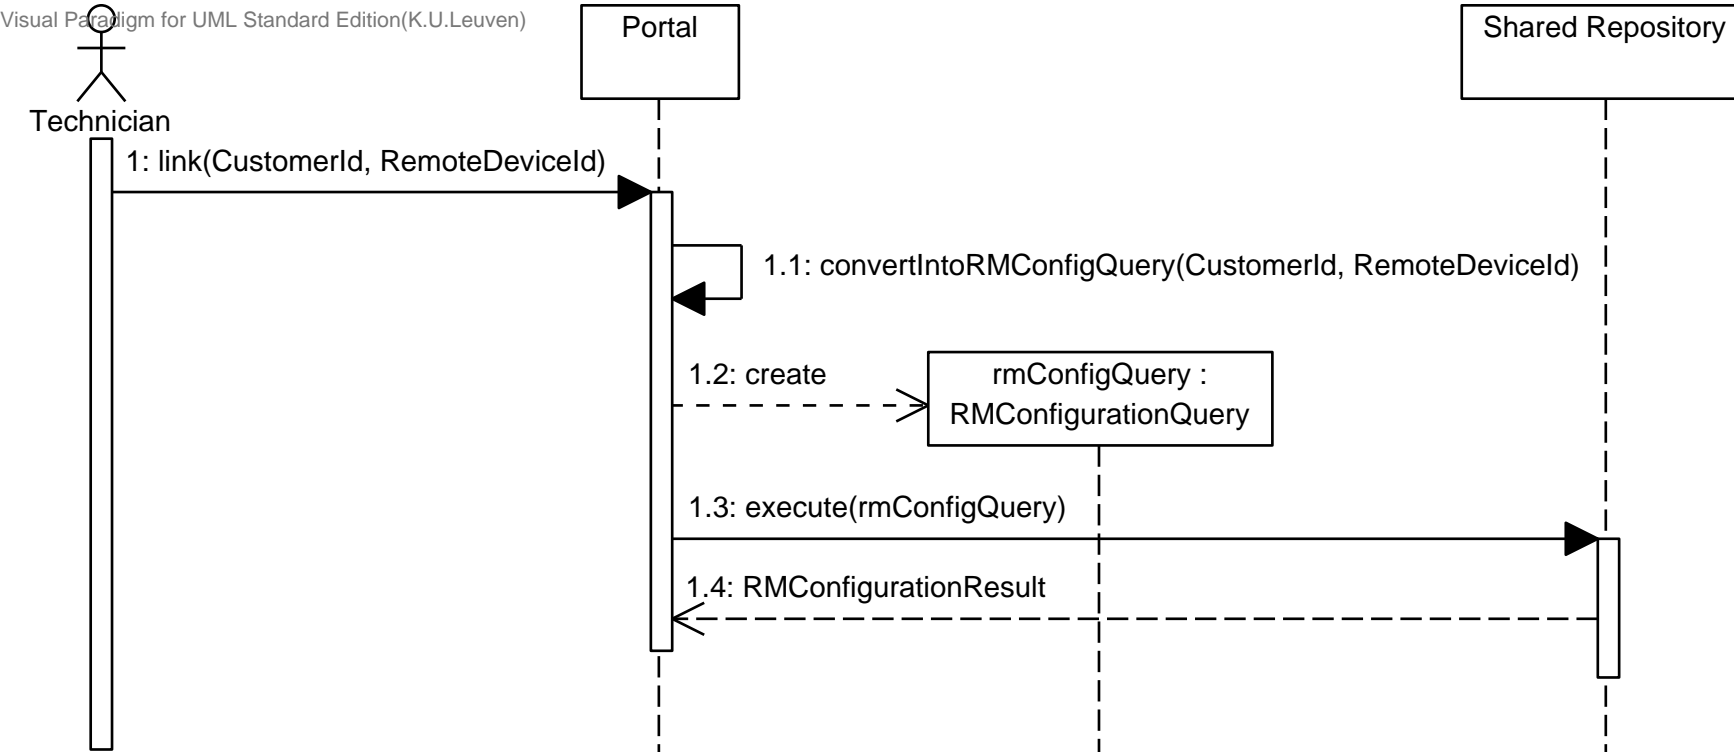 Visual Paradigm for UML Standard Edition(K.U.Leuven)
Portal
Shared Repository
Technician
1: link(CustomerId, RemoteDeviceId)
1.1: convertIntoRMConfigQuery(CustomerId, RemoteDeviceId)
1.2: create
rmConfigQuery :
RMConfigurationQuery
1.3: execute(rmConfigQuery)
1.4: RMConfigurationResult